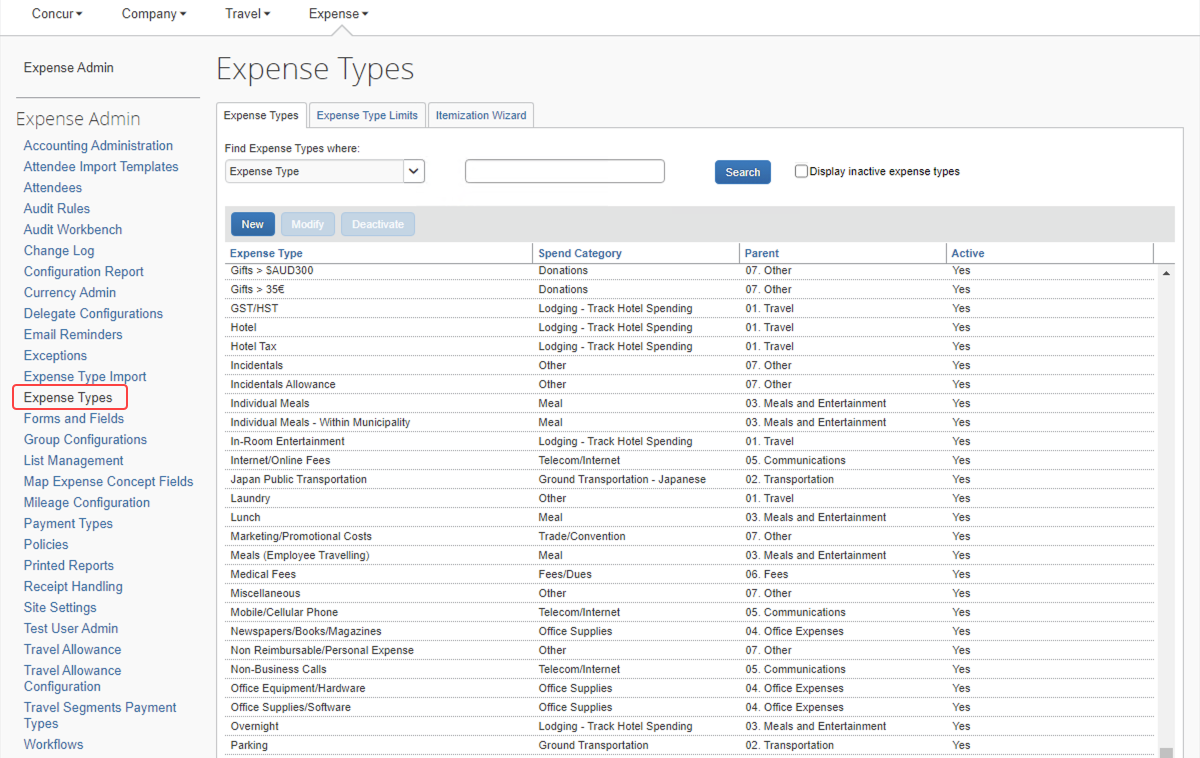 Concur Company Travel Expense
Expense Admin
Expense Admin
Accounting Administration
Attendee Import Templates
Attendees
Audit Rules
Audit Workbench
Change Log
Configuration Report
Currency Admin
Delegate Configurations
Email Reminders
Exceptions
Expense Type Import
Expense Types
Forms and Fields
Group Configurations
List Management
Map Expense Concept Fields
Mileage Configuration
Payment Types
Policies
Printed Reports
Receipt Handling
Site Settings
Test User Admin
Travel Allowance
Travel Allowance
Configuration
Travel Segments Payment
Types
Workflows
Expense Types
Expense Types Expense Type Limits Itemization Wizard
Find Expense Types where:
Expense Type Search Display inactive expense types
New Modify Deactivate
Expense Type Spend Category Parent Active
Gifts > $AUD300 Donations 07. Other Yes
Gifts > 35€ Donations 07. Other Yes
GST/HST Lodging - Track Hotel Spending 01. Travel Yes
Hotel Lodging - Track Hotel Spending 01. Travel Yes
Hotel Tax Lodging - Track Hotel Spending 01. Travel Yes
Incidentals Other 07. Other Yes
Incidentals Allowance Other 07. Other Yes
Individual Meals Meal 03. Meals and Entertainment Yes
Individual Meals - Within Municipality Meal 03. Meals and Entertainment Yes
In-Room Entertainment Lodging - Track Hotel Spending 01. Travel Yes
Internet/Online Fees Telecom/Internet 05. Communications Yes
Japan Public Transportation Ground Transportation - Japanese 02. Transportation Yes
Laundry Other 01. Travel Yes
Lunch Meal 03. Meals and Entertainment Yes
Marketing/Promotional Costs Trade/Convention 07. Other Yes
Meals (Employee Travelling) Meal 03. Meals and Entertainment Yes
Medical Fees Fees/Dues 06. Fees Yes
Miscellaneous Other 07. Other Yes
Mobile/Cellular Phone Telecom/Internet 05. Communications Yes
Newspapers/Books/Magazines Office Supplies 04. Office Expenses Yes
Non Reimbursable/Personal Expense Other 07. Other Yes
Non-Business Calls Telecom/Internet 05. Communications Yes
Office Equipment/Hardware Office Supplies 04. Office Expenses Yes
Office Supplies/Software Office Supplies 04. Office Expenses Yes
Overnight Lodging - Track Hotel Spending 03. Meals and Entertainment Yes
Parking Ground Transportation 02. Transportation Yes